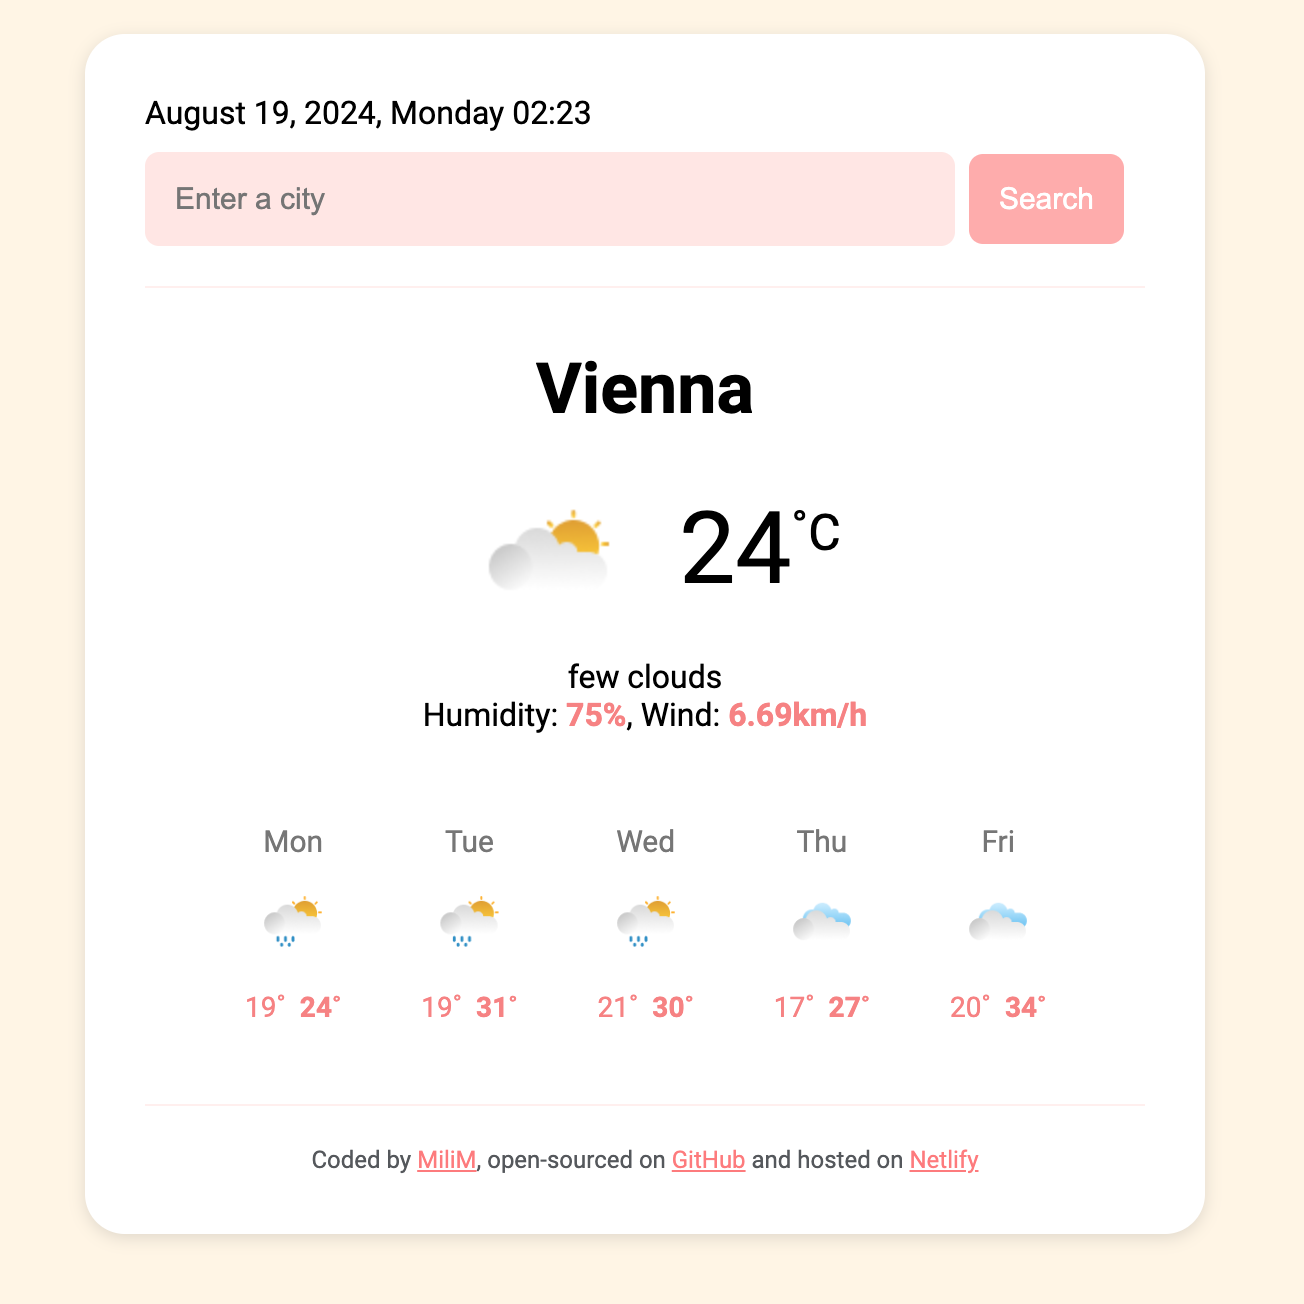 August 19, 2024, Monday 02:23
Enter a city
Search
Vienna
24°C
few clouds
Humidity: 75%, Wind: 6.69km/h
Mon Tue Wed Thu Fri
19° 24° 19° 31° 21° 30° 17° 27° 20° 34°
Coded by MiliM, open-sourced on GitHub and hosted on Netlify